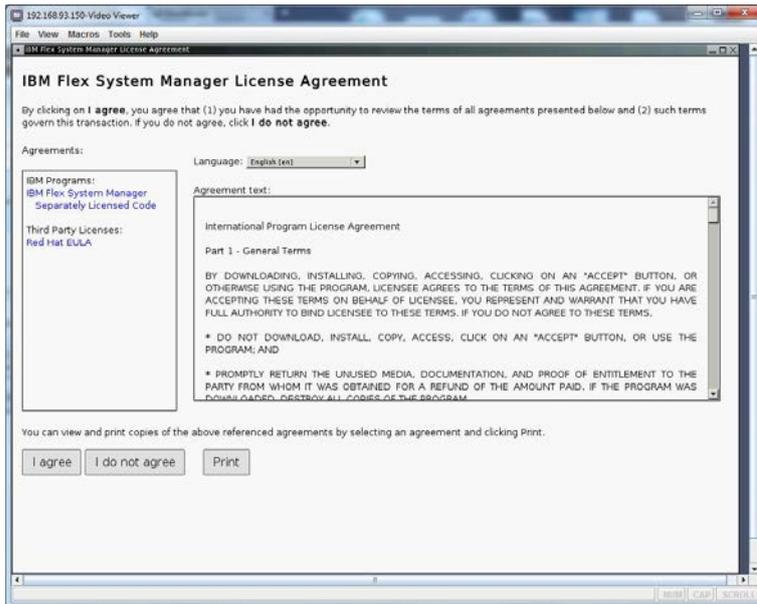 192.168.93.150-Video Viewer
File View Macros Tools Help
IBM Flex System Manager License Agreement
IBM Flex System Manager License Agreement
By clicking on I agree, you agree that (1) you have had the opportunity to review the terms of all agreements presented below and (2) such terms
govern this transaction. If you do not agree, click I do not agree.
Agreements:
Language: English (en)
IBM Programs:
IBM Flex System Manager
Separately Licensed Code
Third Party Licenses:
Red Hat EULA
Agreement text:
International Program License Agreement
Part 1 - General Terms
BY DOWNLOADING, INSTALLING, COPYING, ACCESSING, CLICKING ON AN "ACCEPT" BUTTON, OR
OTHERWISE USING THE PROGRAM, LICENSEE AGREES TO THE TERMS OF THIS AGREEMENT. IF YOU ARE
ACCEPTING THESE TERMS ON BEHALF OF LICENSEE, YOU REPRESENT AND WARRANT THAT YOU HAVE
FULL AUTHORITY TO BIND LICENSEE TO THESE TERMS. IF YOU DO NOT AGREE TO THESE TERMS,
* DO NOT DOWNLOAD, INSTALL, COPY, ACCESS, CLICK ON AN "ACCEPT" BUTTON, OR USE THE
PROGRAM; AND
* PROMPTLY RETURN THE UNUSED MEDIA, DOCUMENTATION, AND PROOF OF ENTITLEMENT TO THE
PARTY FROM WHOM IT WAS OBTAINED FOR A REFUND OF THE AMOUNT PAID. IF THE PROGRAM WAS
DOWNLOADED, DESTROY ALL COPIES OF THE PROGRAM.
You can view and print copies of the above referenced agreements by selecting an agreement and clicking Print.
I agree I do not agree Print
NUM CAP SCROLL